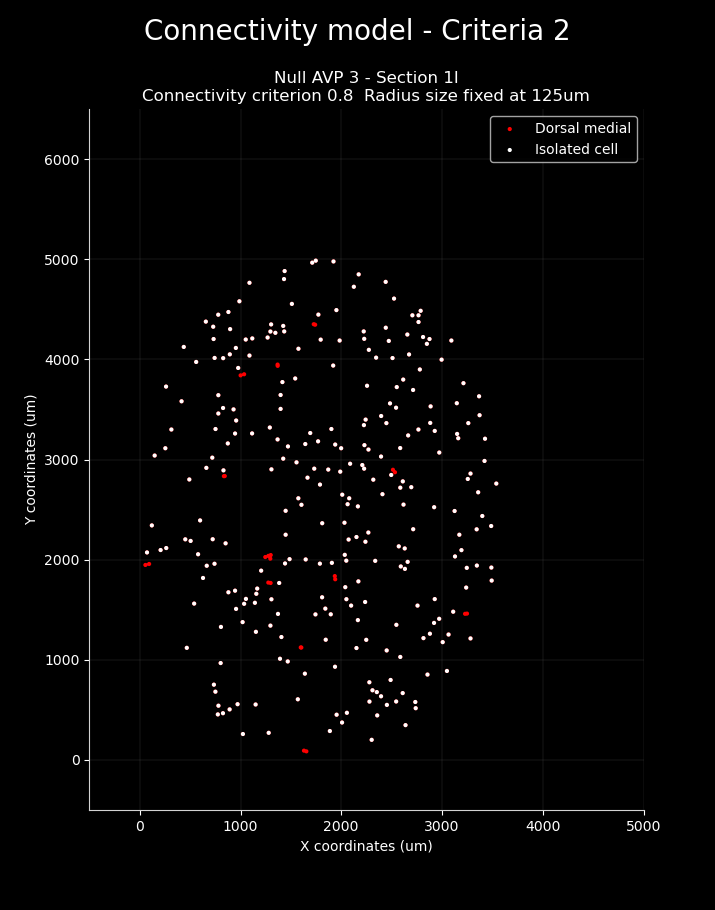 Connectivity model - Criteria 2
Null AVP 3 - Section 1I
Connectivity criterion 0.8  Radius size fixed at 125um
Dorsal medial
Isolated cell
6000
5000
4000
3000
2000
1000
0
Y coordinates (um)
0 1000 2000 3000 4000 5000
X coordinates (um)